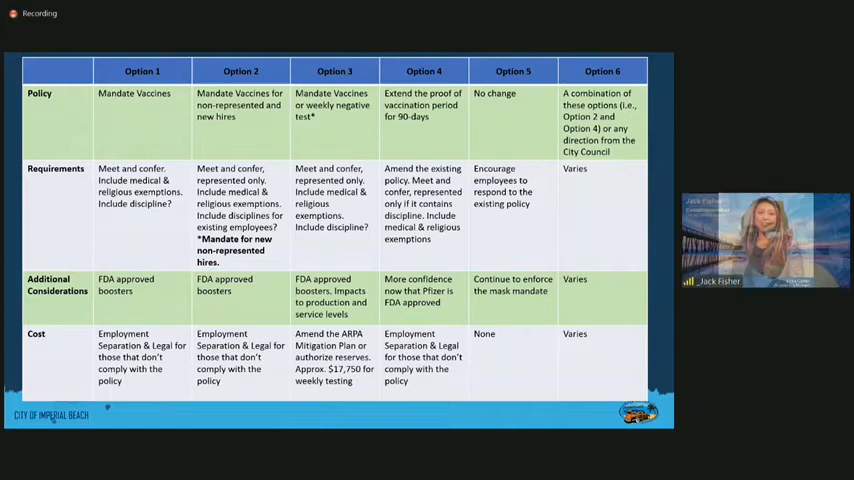 Recording
Option 1
Option 2
Option 3
Option 4
Option 5
Option 6
Policy
Mandate Vaccines
Mandate Vaccines for
non-represented and
new hires
Mandate Vaccines
or weekly negative
test*
Extend the proof of
vaccination period
for 90-days
No change
A combination of
these options (i.e.,
Option 2 and
Option 4) or any
direction from the
City Council
Requirements
Meet and confer.
Include medical &
religious exemptions.
Include discipline?
Meet and confer,
represented only.
Include medical &
religious exemptions.
Include disciplines for
existing employees?
*Mandate for new
non-represented
hires.
Meet and confer,
represented only.
Include medical &
religious
exemptions.
Include discipline?
Amend the existing
policy. Meet and
confer, represented
only if it contains
discipline. Include
medical & religious
exemptions
Encourage
employees to
respond to the
existing policy
Varies
Additional
Considerations
FDA approved
boosters
FDA approved
boosters
FDA approved
boosters. Impacts
to production and
service levels
More confidence
now that Pfizer is
FDA approved
Continue to enforce
the mask mandate
Varies
Cost
Employment
Separation & Legal for
those that don't
comply with the
policy
Employment
Separation & Legal for
those that don't
comply with the
policy
Amend the ARPA
Mitigation Plan or
authorize reserves.
Approx. $17,750 for
weekly testing
Employment
Separation & Legal for
those that don't
comply with the
policy
None
Varies
CITY OF IMPERIAL BEACH
Jack Fisher
_Jack Fisher